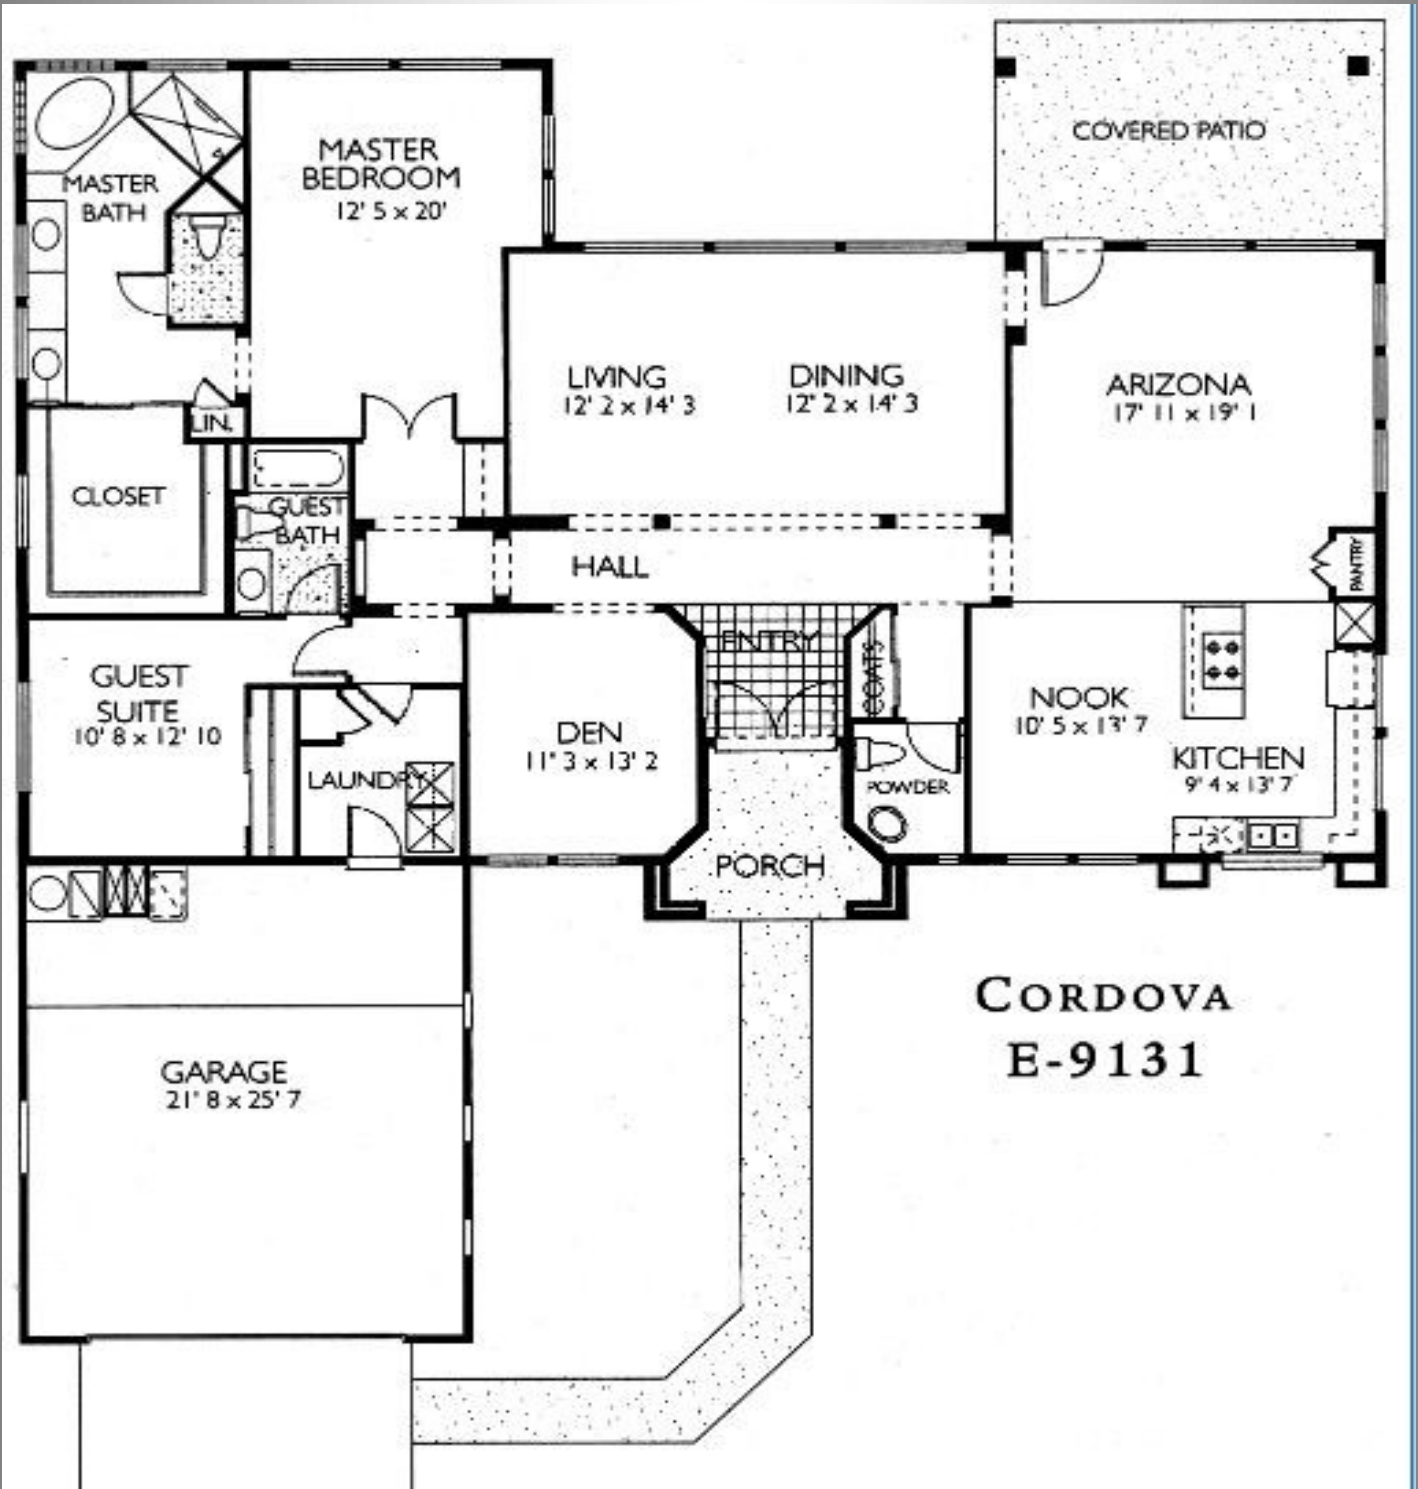 COVERED PATIO
MASTER
BEDROOM
12' 5 x 20'
MASTER
BATH
LIVING
12' 2 x 14' 3
DINING
12' 2 x 14' 3
ARIZONA
17' 11 x 19' 1
LIN.
CLOSET
GUEST
BATH
HALL
PANTRY
ENTRY
COATS
GUEST
SUITE
10' 8 x 12' 10
DEN
11' 3 x 13' 2
NOOK
10' 5 x 13' 7
KITCHEN
9' 4 x 13' 7
LAUNDRY
POWDER
PORCH
CORDOVA
E-9131
GARAGE
21' 8 x 25' 7